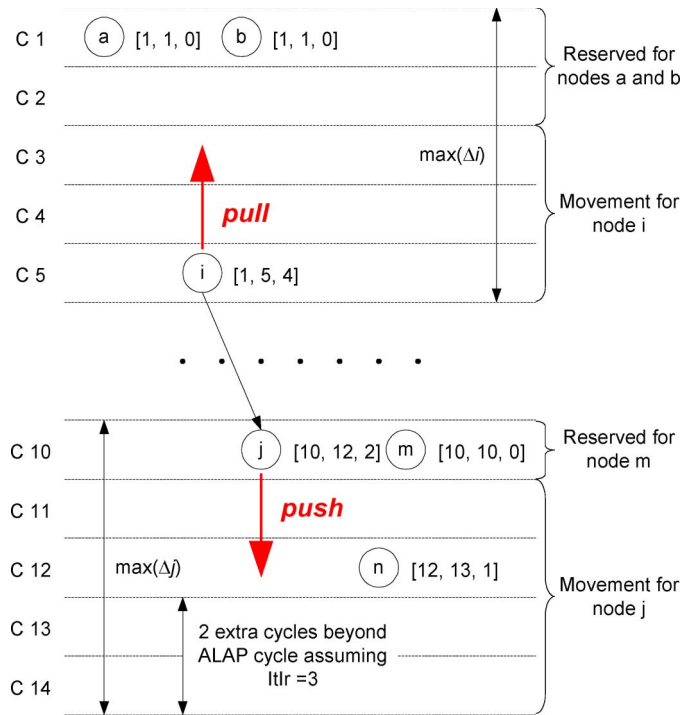 C 1 a [1, 1, 0] b [1, 1, 0]
Reserved for
nodes a and b
C 2
C 3 max(Δi)
C 4 pull
Movement for
node i
C 5 i [1, 5, 4]
C 10 j [10, 12, 2] m [10, 10, 0]
Reserved for
node m
C 11 push
C 12 max(Δj) n [12, 13, 1]
Movement for
node j
C 13 2 extra cycles beyond
ALAP cycle assuming
C 14 ItIr =3